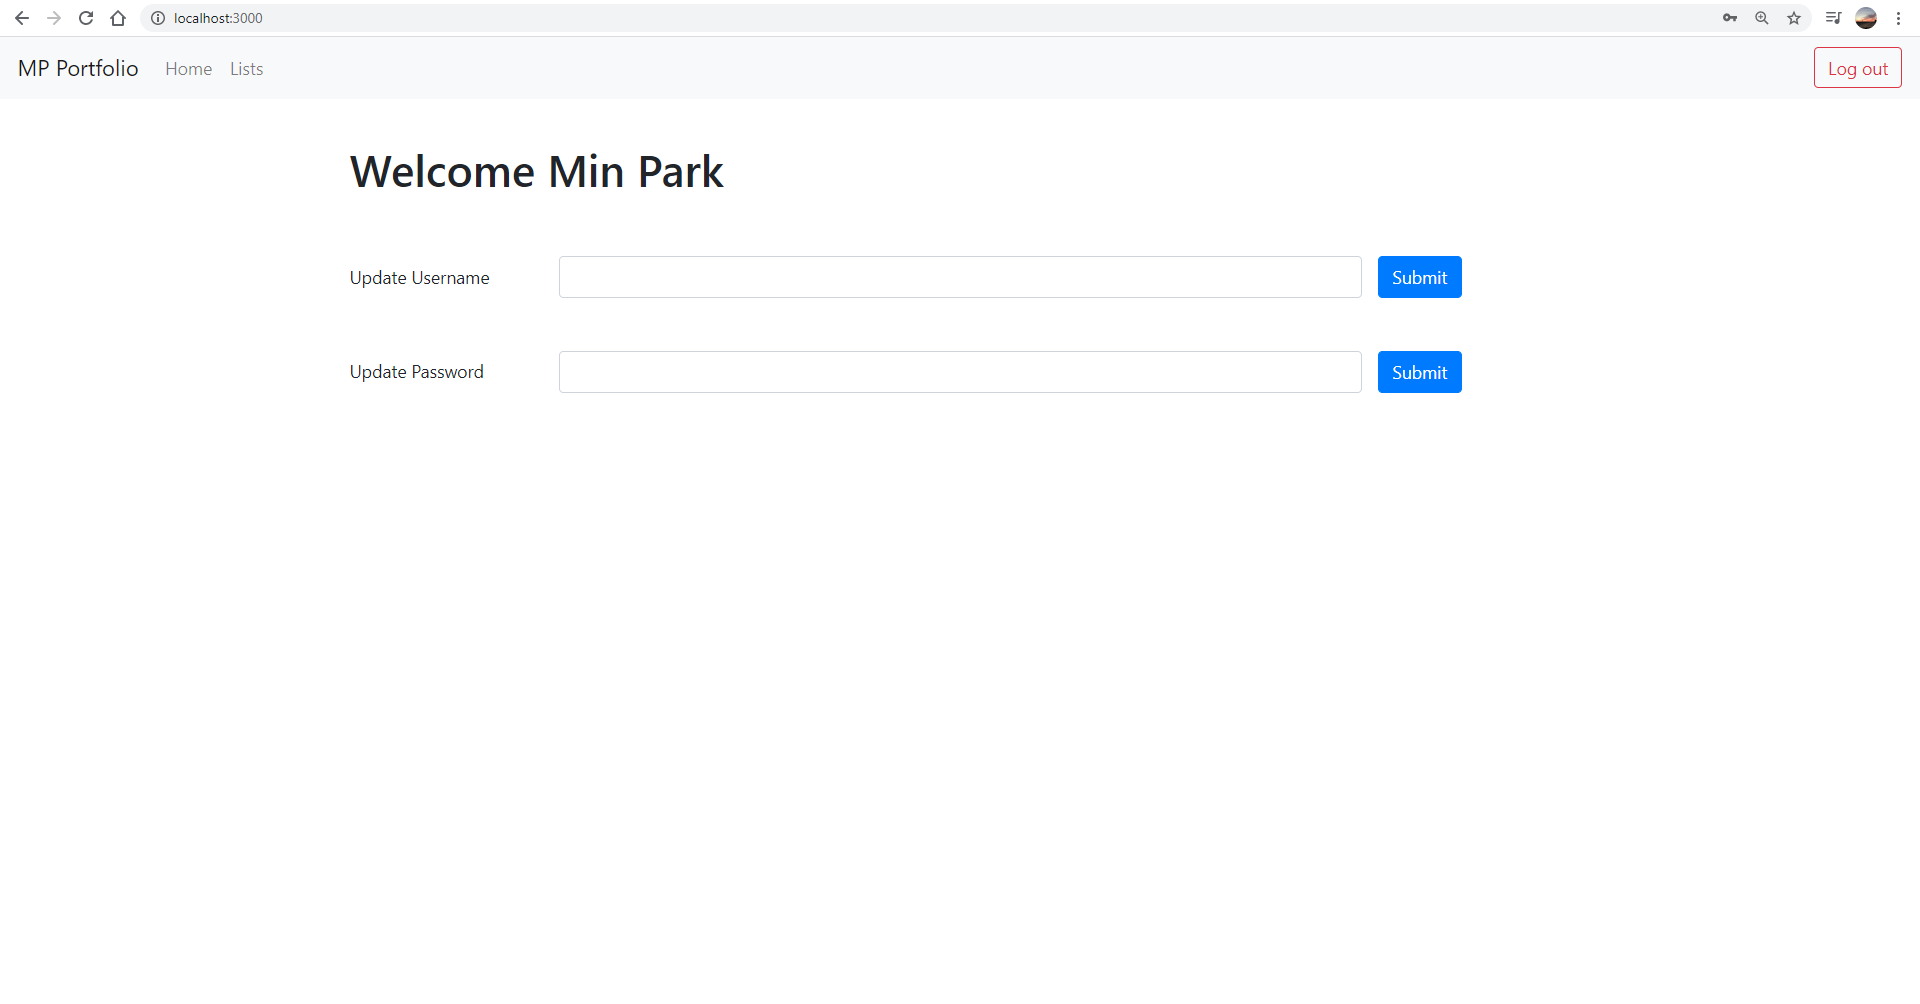 localhost:3000
MP Portfolio Home Lists Log out
Welcome Min Park
Update Username Submit
Update Password Submit